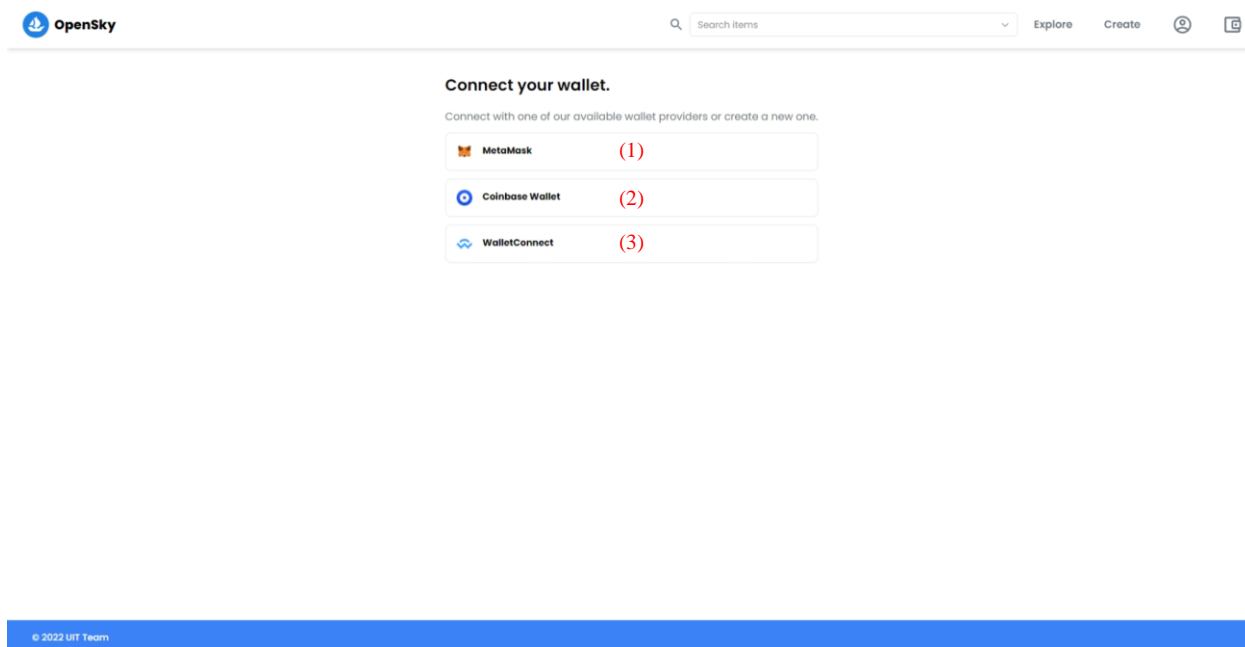 OpenSky Search items Explore Create
Connect your wallet.
Connect with one of our available wallet providers or create a new one.
MetaMask (1)
Coinbase Wallet (2)
WalletConnect (3)
© 2022 UIT Team